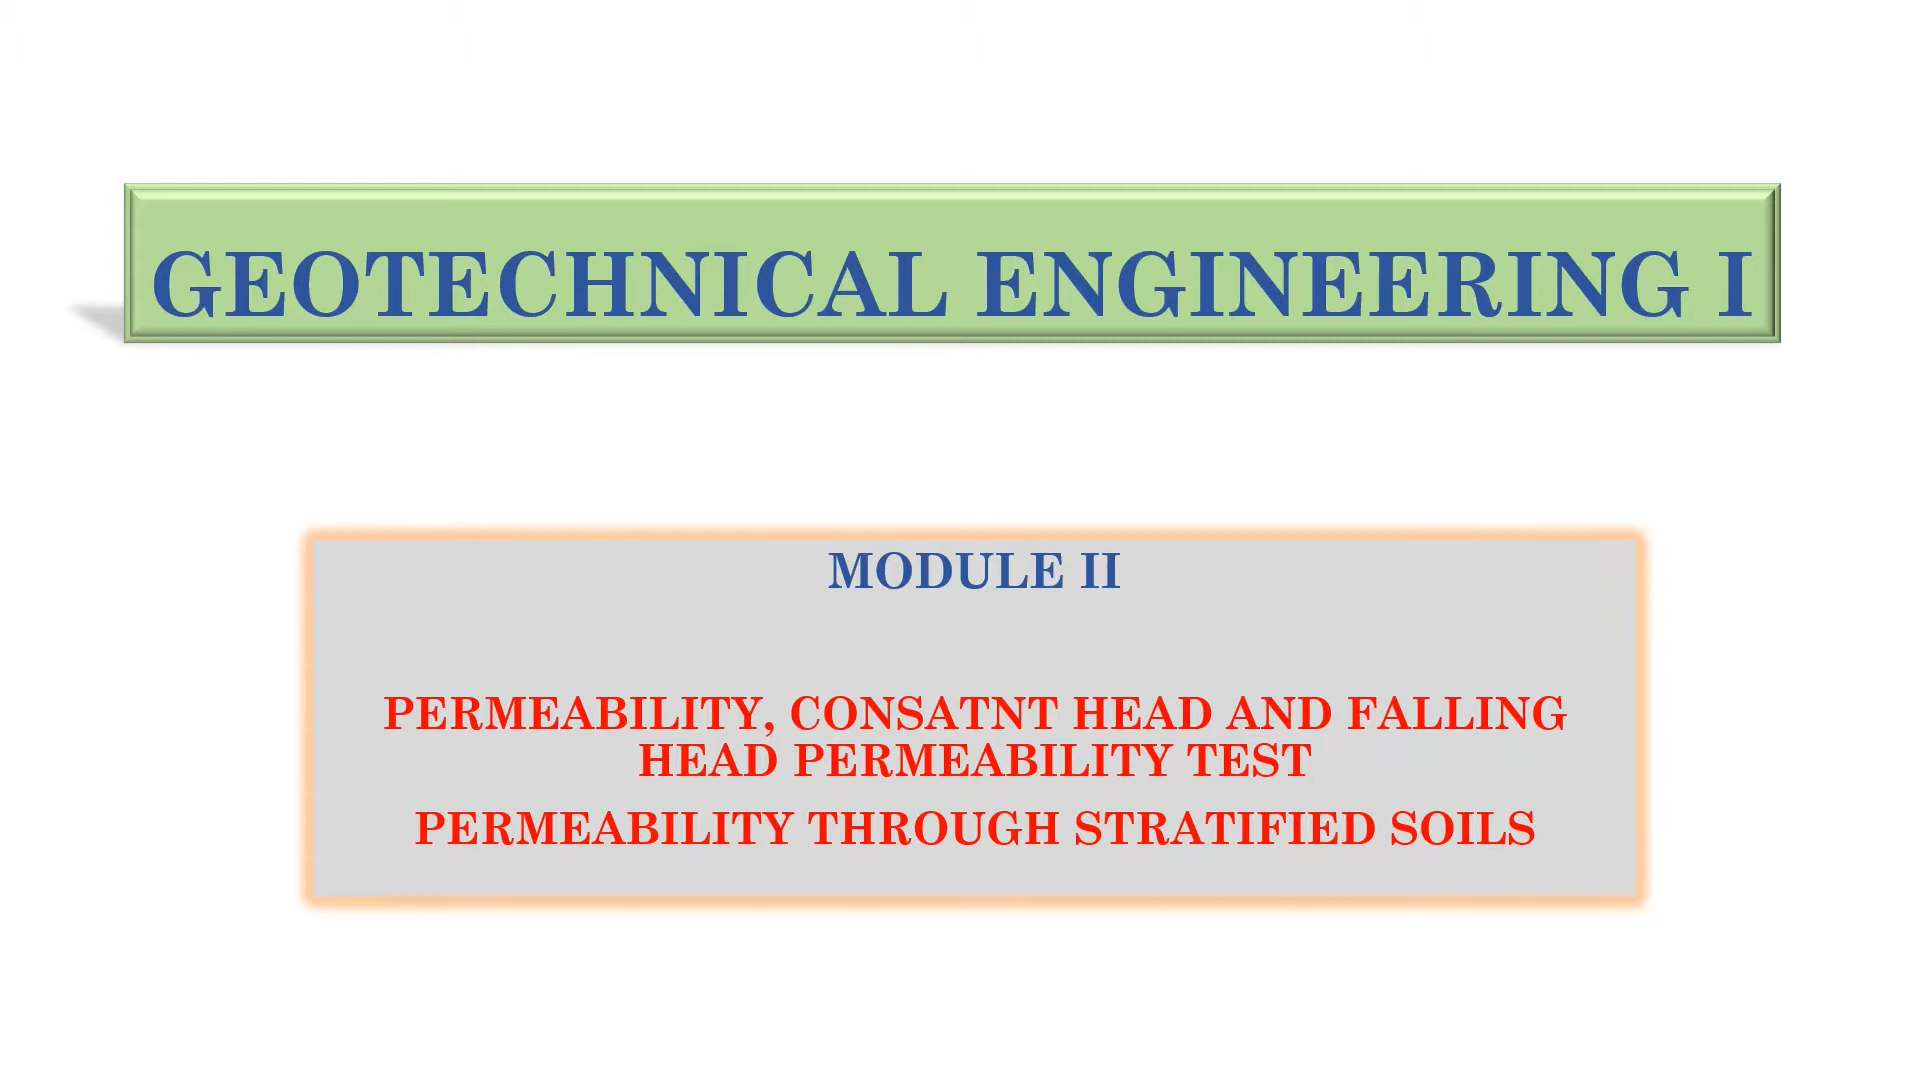 GEOTECHNICAL ENGINEERING I
MODULE II
PERMEABILITY, CONSATNT HEAD AND FALLING
HEAD PERMEABILITY TEST
PERMEABILITY THROUGH STRATIFIED SOILS